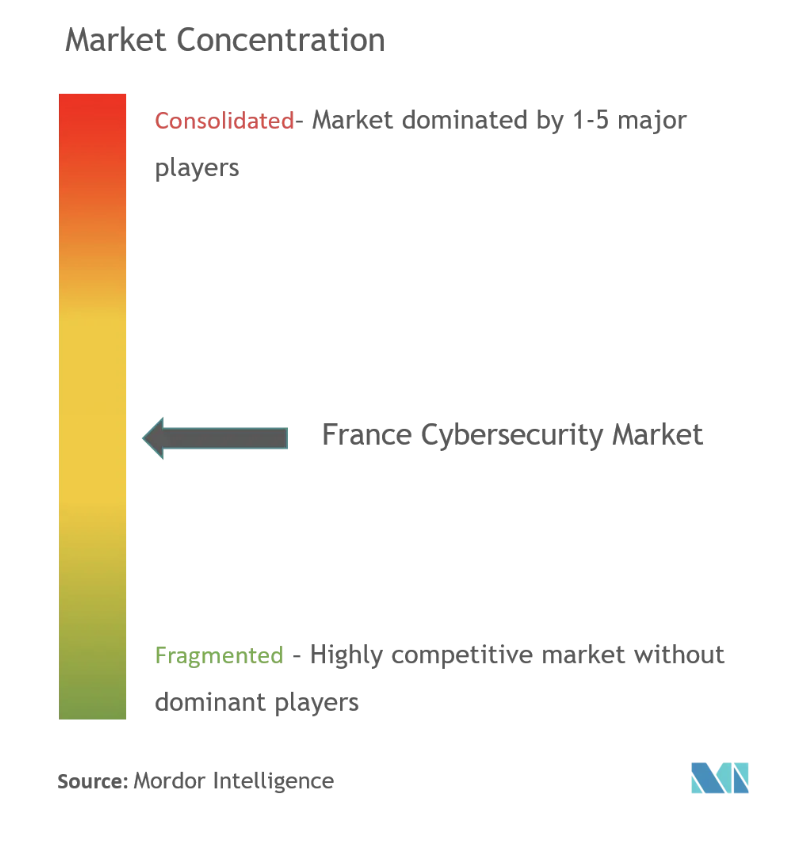 Market Concentration
Consolidated– Market dominated by 1-5 major
players
France Cybersecurity Market
Fragmented – Highly competitive market without
dominant players
Source: Mordor Intelligence